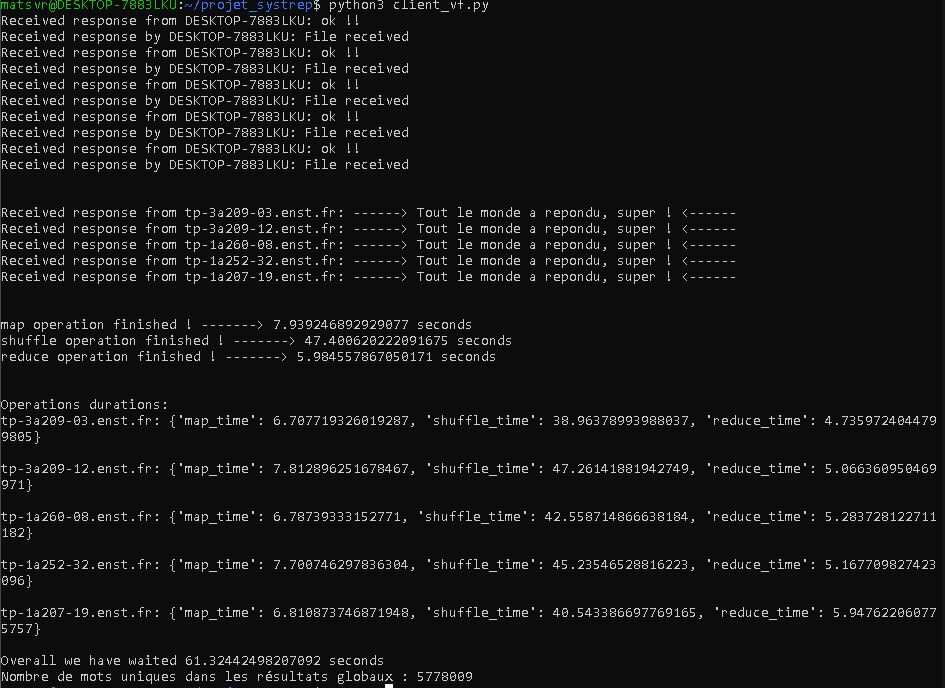 matsvr@DESKTOP-7883LKU:~/projet_systrep$ python3 client_vf.py
Received response from DESKTOP-7883LKU: ok !!
Received response by DESKTOP-7883LKU: File received
Received response from DESKTOP-7883LKU: ok !!
Received response by DESKTOP-7883LKU: File received
Received response from DESKTOP-7883LKU: ok !!
Received response by DESKTOP-7883LKU: File received
Received response from DESKTOP-7883LKU: ok !!
Received response by DESKTOP-7883LKU: File received
Received response from DESKTOP-7883LKU: ok !!
Received response by DESKTOP-7883LKU: File received
Received response from tp-3a209-03.enst.fr: ------> Tout le monde a repondu, super ! <------
Received response from tp-3a209-12.enst.fr: ------> Tout le monde a repondu, super ! <------
Received response from tp-1a260-08.enst.fr: ------> Tout le monde a repondu, super ! <------
Received response from tp-1a252-32.enst.fr: ------> Tout le monde a repondu, super ! <------
Received response from tp-1a207-19.enst.fr: ------> Tout le monde a repondu, super ! <------
map operation finished ! -------> 7.939246892929077 seconds
shuffle operation finished ! -------> 47.400620222091675 seconds
reduce operation finished ! -------> 5.984557867050171 seconds
Operations durations:
tp-3a209-03.enst.fr: {'map_time': 6.707719326019287, 'shuffle_time': 38.96378993988037, 'reduce_time': 4.735972404479
9805}
tp-3a209-12.enst.fr: {'map_time': 7.812896251678467, 'shuffle_time': 47.26141881942749, 'reduce_time': 5.066360950469
971}
tp-1a260-08.enst.fr: {'map_time': 6.78739333152771, 'shuffle_time': 42.558714866638184, 'reduce_time': 5.283728122711
182}
tp-1a252-32.enst.fr: {'map_time': 7.700746297836304, 'shuffle_time': 45.23546528816223, 'reduce_time': 5.167709827423
096}
tp-1a207-19.enst.fr: {'map_time': 6.810873746871948, 'shuffle_time': 40.543386697769165, 'reduce_time': 5.94762206077
5757}
Overall we have waited 61.32442498207092 seconds
Nombre de mots uniques dans les résultats globaux : 5778009